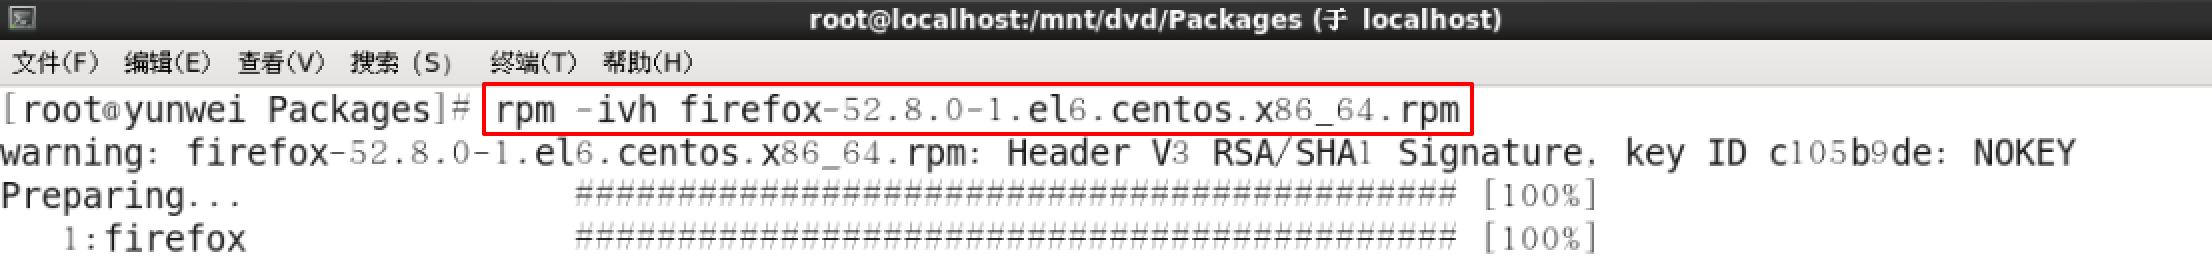 root@localhost:/mnt/dvd/Packages (于 localhost)
文件(F) 编辑(E) 查看(V) 搜索 (S) 终端(T) 帮助(H)
[root@yunwei Packages]# rpm -ivh firefox-52.8.0-1.el6.centos.x86_64.rpm
warning: firefox-52.8.0-1.el6.centos.x86_64.rpm: Header V3 RSA/SHA1 Signature, key ID c105b9de: NOKEY
Preparing... ########################################### [100%]
1:firefox ########################################### [100%]